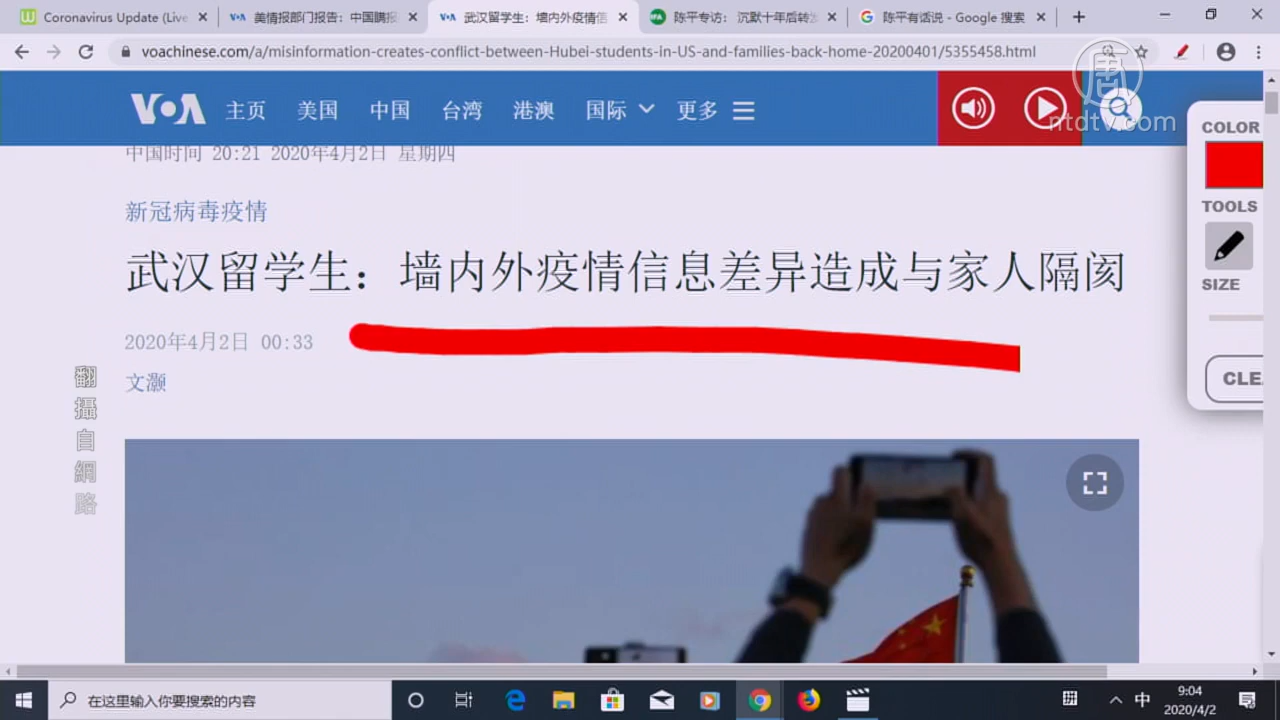 Coronavirus Update (Live
美情报部门报告：中国瞒报
武汉留学生：墙内外疫情信
陈平专访： 沉默十年后转
陈平有话说 - Google 搜索
voachinese.com/a/misinformation-creates-conflict-between-Hubei-students-in-US-and-families-back-home-20200401/5355458.html
VOA 主页 美国 中国 台湾 港澳 国际 更多
唐
ntdtv.com
中国时间 20:21 2020年4月2日 星期四
新冠病毒疫情
武汉留学生：墙内外疫情信息差异造成与家人隔阂
2020年4月2日 00:33
文灏
翻攝自網路
COLOR
TOOLS
SIZE
CLE
在这里输入你要搜索的内容
中
9:04
2020/4/2